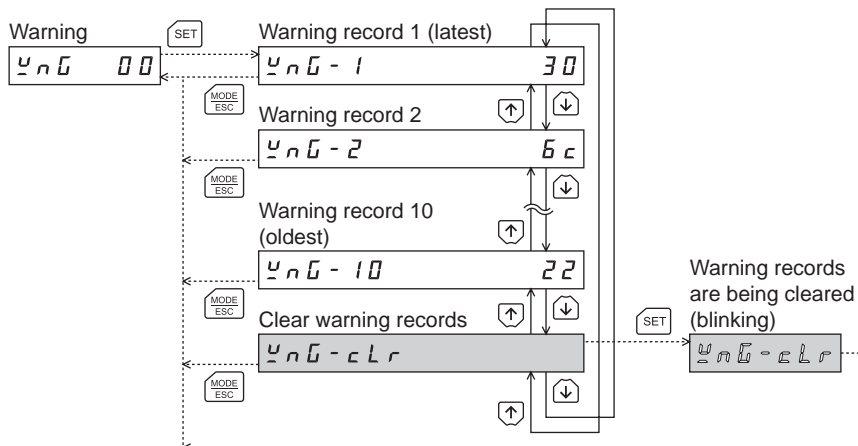 Warning
SET
Warning record 1 (latest)
WnG 00
WnG-1 30
MODE
ESC
Warning record 2
WnG-2 6c
MODE
ESC
Warning record 10
(oldest)
WnG-10 22
MODE
ESC
Clear warning records
WnG-cLr
MODE
ESC
SET
Warning records
are being cleared
(blinking)
WnG-cLr